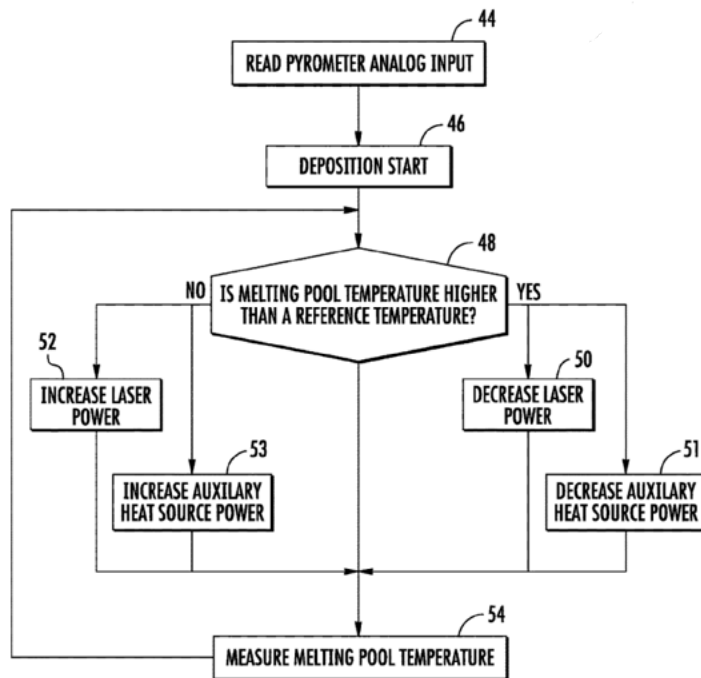 44
READ PYROMETER ANALOG INPUT
46
DEPOSITION START
48
IS MELTING POOL TEMPERATURE HIGHER
THAN A REFERENCE TEMPERATURE?
NO
YES
52
INCREASE LASER
POWER
50
DECREASE LASER
POWER
53
INCREASE AUXILARY
HEAT SOURCE POWER
51
DECREASE AUXILARY
HEAT SOURCE POWER
54
MEASURE MELTING POOL TEMPERATURE